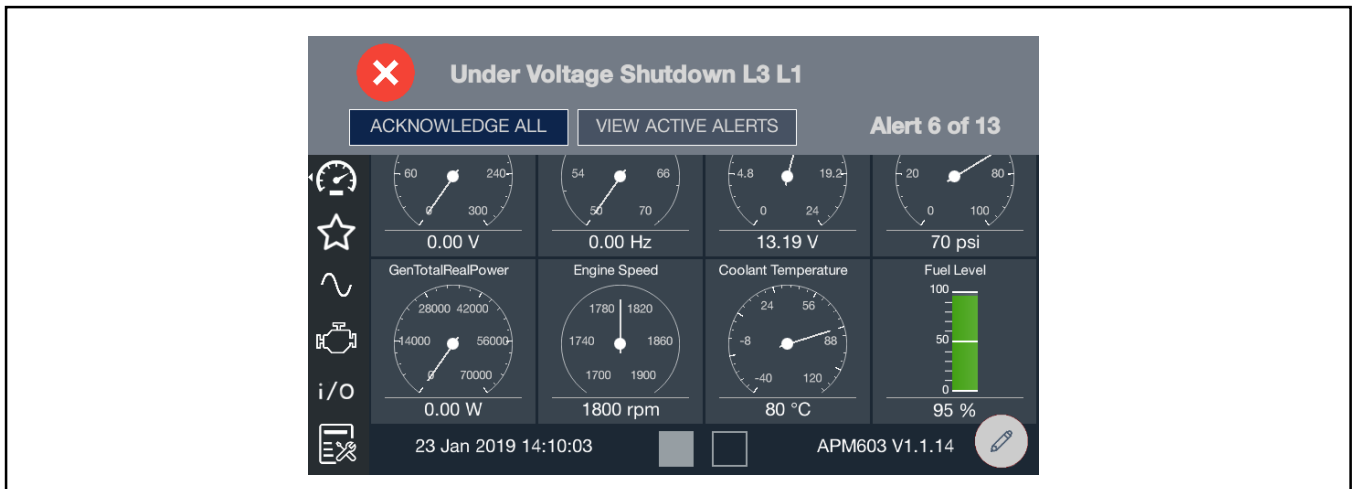 Under Voltage Shutdown L3 L1
ACKNOWLEDGE ALL VIEW ACTIVE ALERTS Alert 6 of 13
60 240 54 66 4.8 19.2 20 80
0 300 50 70 0 24 0 100
0.00 V 0.00 Hz 13.19 V 70 psi
GenTotalRealPower Engine Speed Coolant Temperature Fuel Level
100
28000 42000 1780 1820 24 56
14000 56000 1740 1860 -8 88 50
0 70000 1700 1900 -40 120
i/O 0
0.00 W 1800 rpm 80 °C 95 %
23 Jan 2019 14:10:03 APM603 V1.1.14